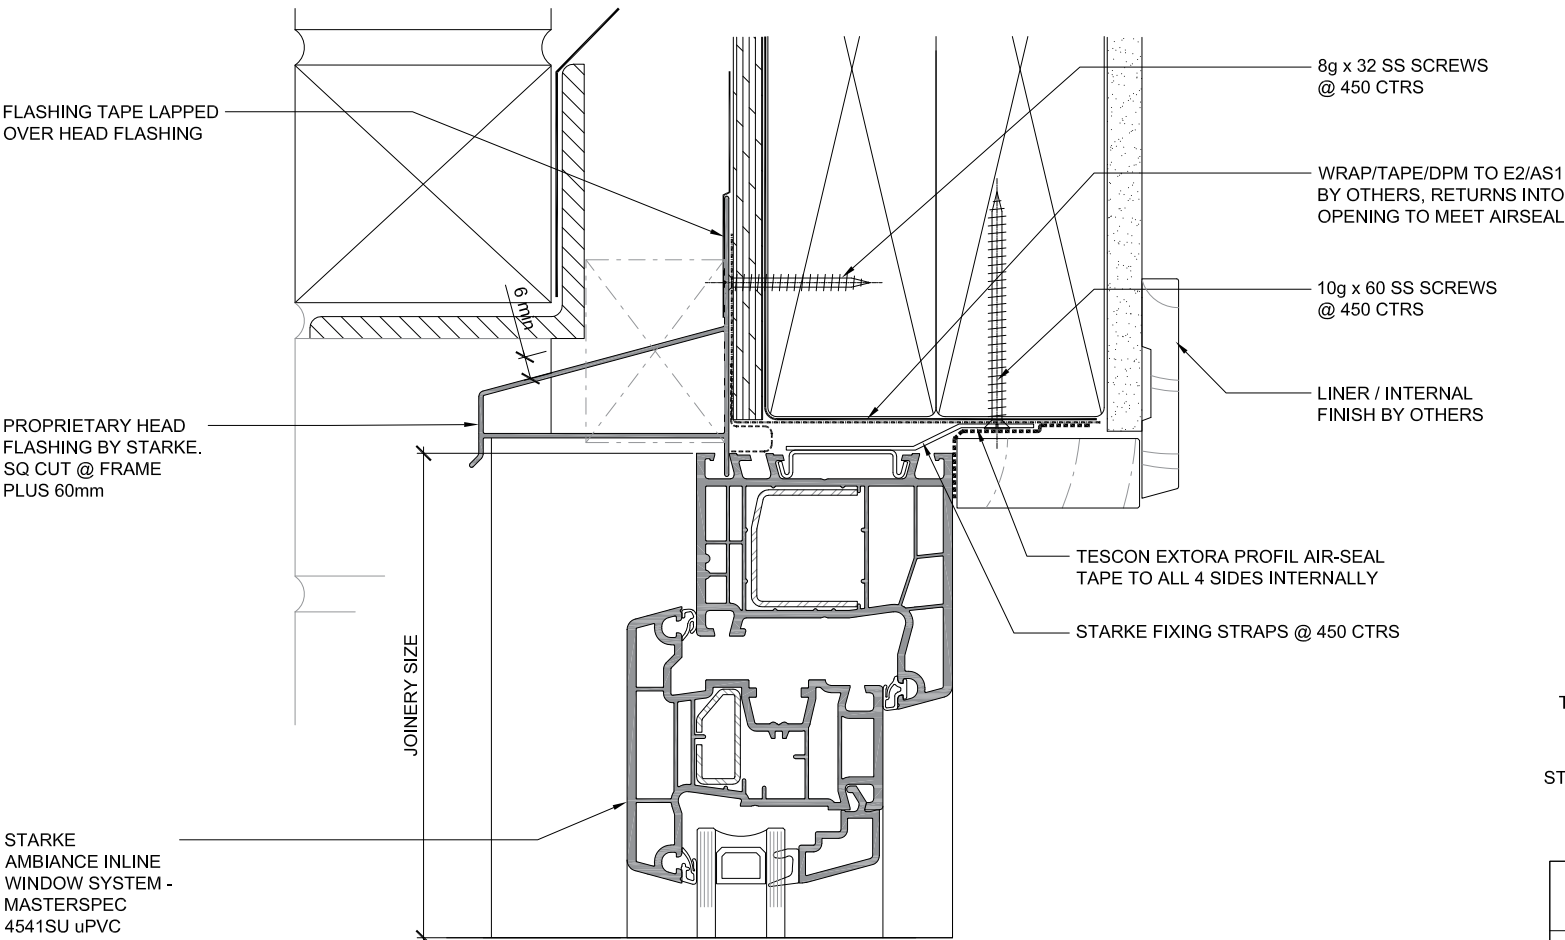 FLASHING TAPE LAPPED
OVER HEAD FLASHING
6 min
PROPRIETARY HEAD
FLASHING BY STARKE.
SQ CUT @ FRAME
PLUS 60mm
JOINERY SIZE
STARKE
AMBIANCE INLINE
WINDOW SYSTEM -
MASTERSPEC
4541SU uPVC
8g x 32 SS SCREWS
@ 450 CTRS
WRAP/TAPE/DPM TO E2/AS1
BY OTHERS, RETURNS INTO
OPENING TO MEET AIRSEAL
10g x 60 SS SCREWS
@ 450 CTRS
LINER / INTERNAL
FINISH BY OTHERS
TESCON EXTORA PROFIL AIR-SEAL
TAPE TO ALL 4 SIDES INTERNALLY
STARKE FIXING STRAPS @ 450 CTRS
ST